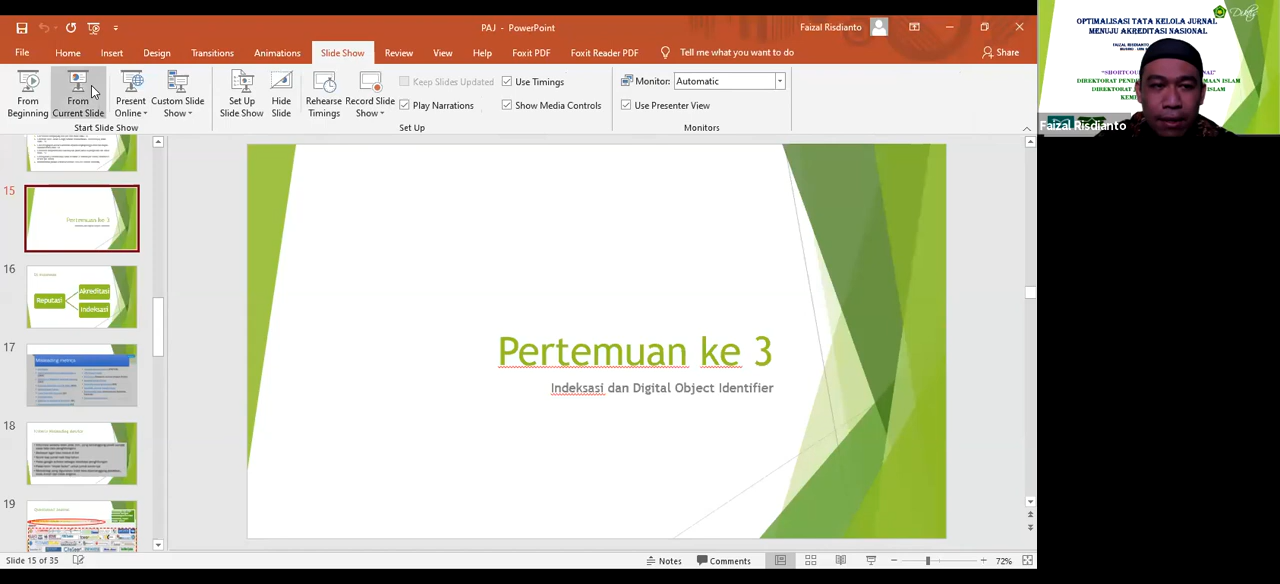 PAJ - PowerPoint
Faizal Risdianto
File Home Insert Design Transitions Animations Slide Show Review View Help Foxit PDF Foxit Reader PDF Tell me what you want to do Share
From Beginning
From Current Slide
Present Online
Custom Slide Show
Set Up Slide Show
Hide Slide
Rehearse Timings
Record Slide Show
Keep Slides Updated
Play Narrations
Use Timings
Show Media Controls
Monitor: Automatic
Use Presenter View
Start Slide Show
Set Up
Monitors
15
Pertemuan ke 3
16
Reputasi
Akreditasi
Indeksasi
17
Misleading metrics
18
19
Pertemuan ke 3
Indeksasi dan Digital Object Identifier
Slide 15 of 35
Notes
Comments
72%
OPTIMALISASI TATA KELOLA JURNAL
MENUJU AKREDITASI NASIONAL
Faizal Risdianto